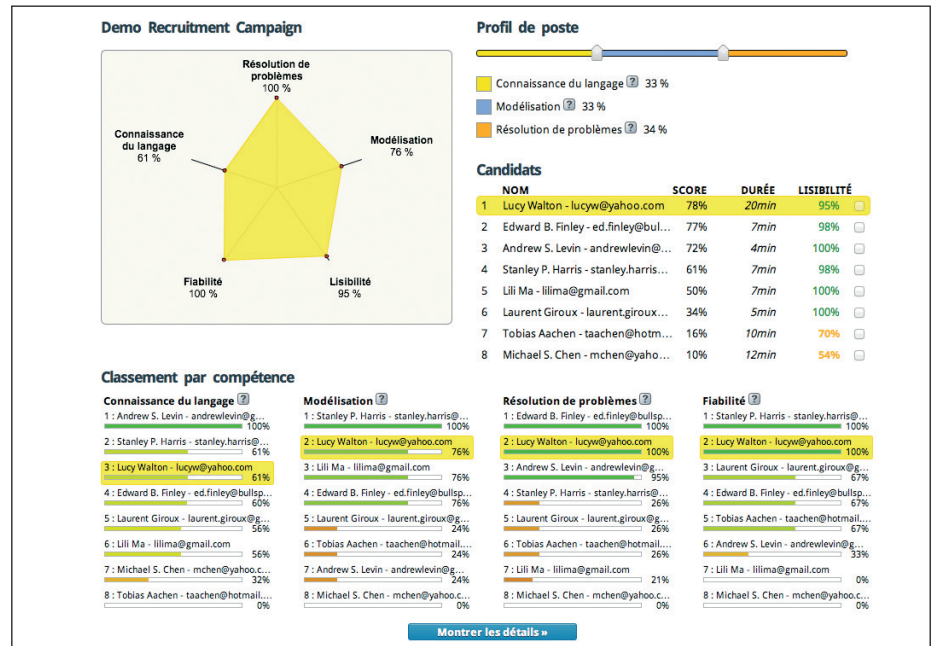 Demo Recruitment Campaign
Résolution de
problèmes
100 %
Connaissance
du langage
61 %
Modélisation
76 %
Fiabilité
100 %
Lisibilité
95 %
Profil de poste
Connaissance du langage ? 33 %
Modélisation ? 33 %
Résolution de problèmes ? 34 %
Candidats
NOM SCORE DURÉE LISIBILITÉ
1 Lucy Walton - lucyw@yahoo.com 78% 20min 95%
2 Edward B. Finley - ed.finley@bul... 77% 7min 98%
3 Andrew S. Levin - andrewlevin@... 72% 4min 100%
4 Stanley P. Harris - stanley.harris... 61% 7min 98%
5 Lili Ma - lilima@gmail.com 50% 7min 100%
6 Laurent Giroux - laurent.giroux... 34% 5min 100%
7 Tobias Aachen - taachen@hotm... 16% 10min 70%
8 Michael S. Chen - mchen@yaho... 10% 12min 54%
Classement par compétence
Connaissance du langage ?
1 : Andrew S. Levin - andrewlevin@g...
100%
2 : Stanley P. Harris - stanley.harris@...
61%
3 : Lucy Walton - lucyw@yahoo.com
61%
4 : Edward B. Finley - ed.finley@bullsp...
60%
5 : Laurent Giroux - laurent.giroux@g...
56%
6 : Lili Ma - lilima@gmail.com
56%
7 : Michael S. Chen - mchen@yahoo.c...
32%
8 : Tobias Aachen - taachen@hotmail....
0%
Modélisation ?
1 : Stanley P. Harris - stanley.harris@...
100%
2 : Lucy Walton - lucyw@yahoo.com
76%
3 : Lili Ma - lilima@gmail.com
76%
4 : Edward B. Finley - ed.finley@bullsp...
76%
5 : Laurent Giroux - laurent.giroux@g...
24%
6 : Tobias Aachen - taachen@hotmail....
24%
7 : Andrew S. Levin - andrewlevin@g...
24%
8 : Michael S. Chen - mchen@yahoo.c...
0%
Résolution de problèmes ?
1 : Edward B. Finley - ed.finley@bullsp...
100%
2 : Lucy Walton - lucyw@yahoo.com
100%
3 : Andrew S. Levin - andrewlevin@g...
95%
4 : Stanley P. Harris - stanley.harris@...
26%
5 : Laurent Giroux - laurent.giroux@g...
26%
6 : Tobias Aachen - taachen@hotmail....
26%
7 : Lili Ma - lilima@gmail.com
21%
8 : Michael S. Chen - mchen@yahoo.c...
0%
Fiabilité ?
1 : Stanley P. Harris - stanley.harris@...
100%
2 : Lucy Walton - lucyw@yahoo.com
100%
3 : Laurent Giroux - laurent.giroux@g...
67%
4 : Edward B. Finley - ed.finley@bullsp...
67%
5 : Tobias Aachen - taachen@hotmail....
67%
6 : Andrew S. Levin - andrewlevin@g...
33%
7 : Lili Ma - lilima@gmail.com
0%
8 : Michael S. Chen - mchen@yahoo.c...
0%
Montrer les détails »